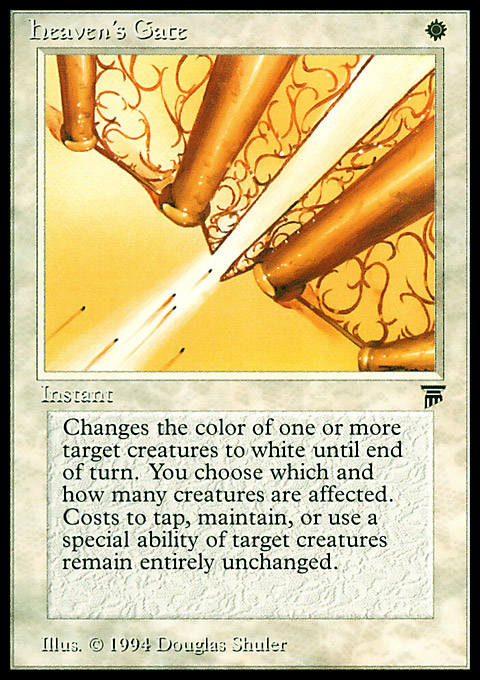 Heaven's Gate
Instant
Changes the color of one or more
target creatures to white until end
of turn. You choose which and
how many creatures are affected.
Costs to tap, maintain, or use a
special ability of target creatures
remain entirely unchanged.
Illus. © 1994 Douglas Shuler